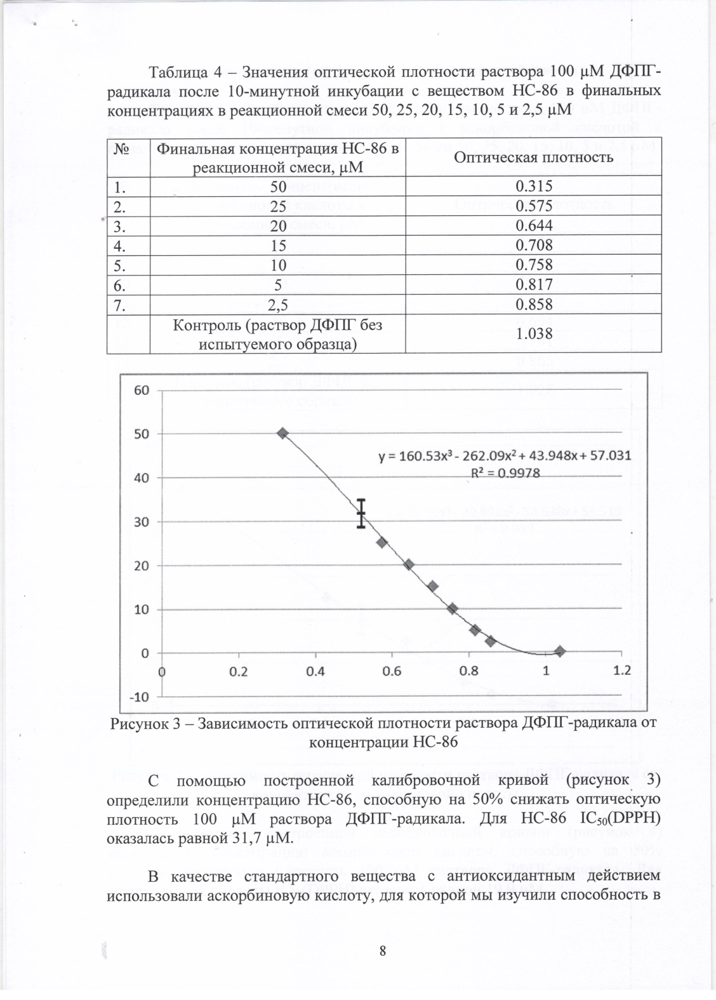 Таблица 4 – Значения оптической плотности раствора 100 μM ДФПГ-
радикала после 10-минутной инкубации с веществом НС-86 в финальных
концентрациях в реакционной смеси 50, 25, 20, 15, 10, 5 и 2,5 μM
№ Финальная концентрация НС-86 в реакционной смеси, μM Оптическая плотность
1. 50 0.315
2. 25 0.575
3. 20 0.644
4. 15 0.708
5. 10 0.758
6. 5 0.817
7. 2,5 0.858
Контроль (раствор ДФПГ без испытуемого образца) 1.038
60
50
y = 160.53x³ - 262.09x² + 43.948x + 57.031
R² = 0.9978
40
30
20
10
0
0 0.2 0.4 0.6 0.8 1 1.2
-10
Рисунок 3 – Зависимость оптической плотности раствора ДФПГ-радикала от
концентрации НС-86
С помощью построенной калибровочной кривой (рисунок 3)
определили концентрацию НС-86, способную на 50% снижать оптическую
плотность 100 μM раствора ДФПГ-радикала. Для НС-86 IC₅₀(DPPH)
оказалась равной 31,7 μM.
В качестве стандартного вещества с антиоксидантным действием
использовали аскорбиновую кислоту, для которой мы изучили способность в
8